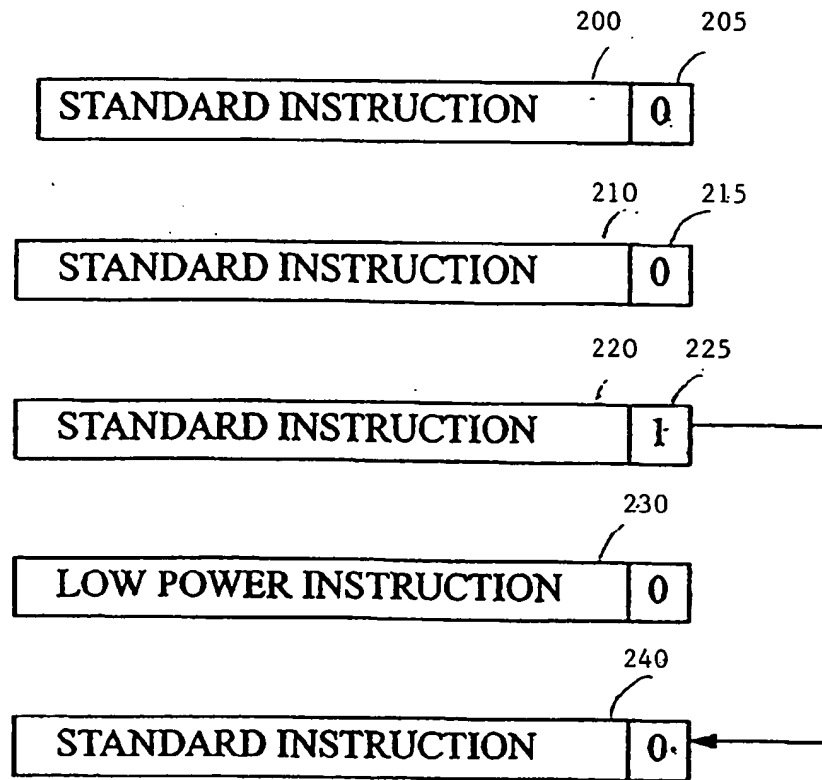 200 205
STANDARD INSTRUCTION 0
210 215
STANDARD INSTRUCTION 0
220 225
STANDARD INSTRUCTION 1
230
LOW POWER INSTRUCTION 0
240
STANDARD INSTRUCTION 0